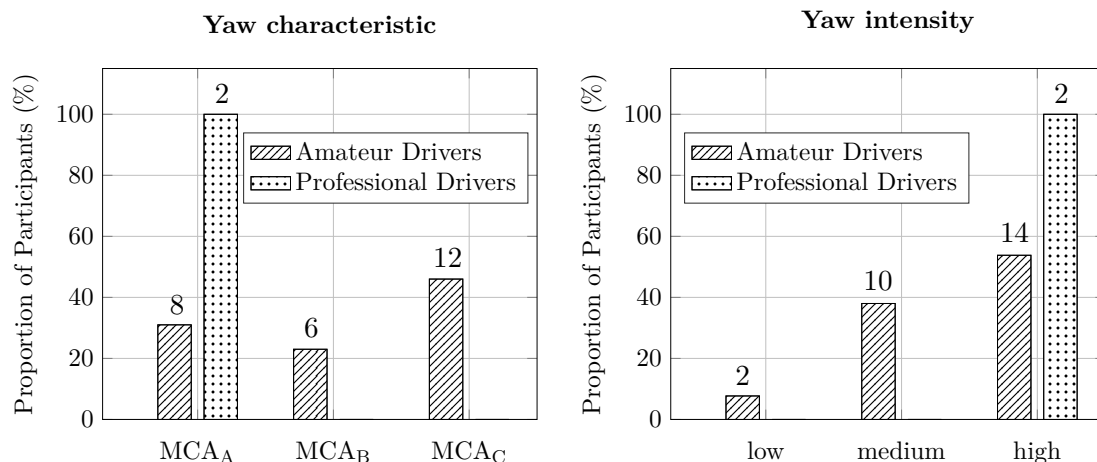 Yaw characteristic
Proportion of Participants (%)
100
80
60
40
20
0
2
8
6
12
Amateur Drivers
Professional Drivers
MCA_A
MCA_B
MCA_C
Yaw intensity
Proportion of Participants (%)
100
80
60
40
20
0
2
2
10
14
Amateur Drivers
Professional Drivers
low
medium
high